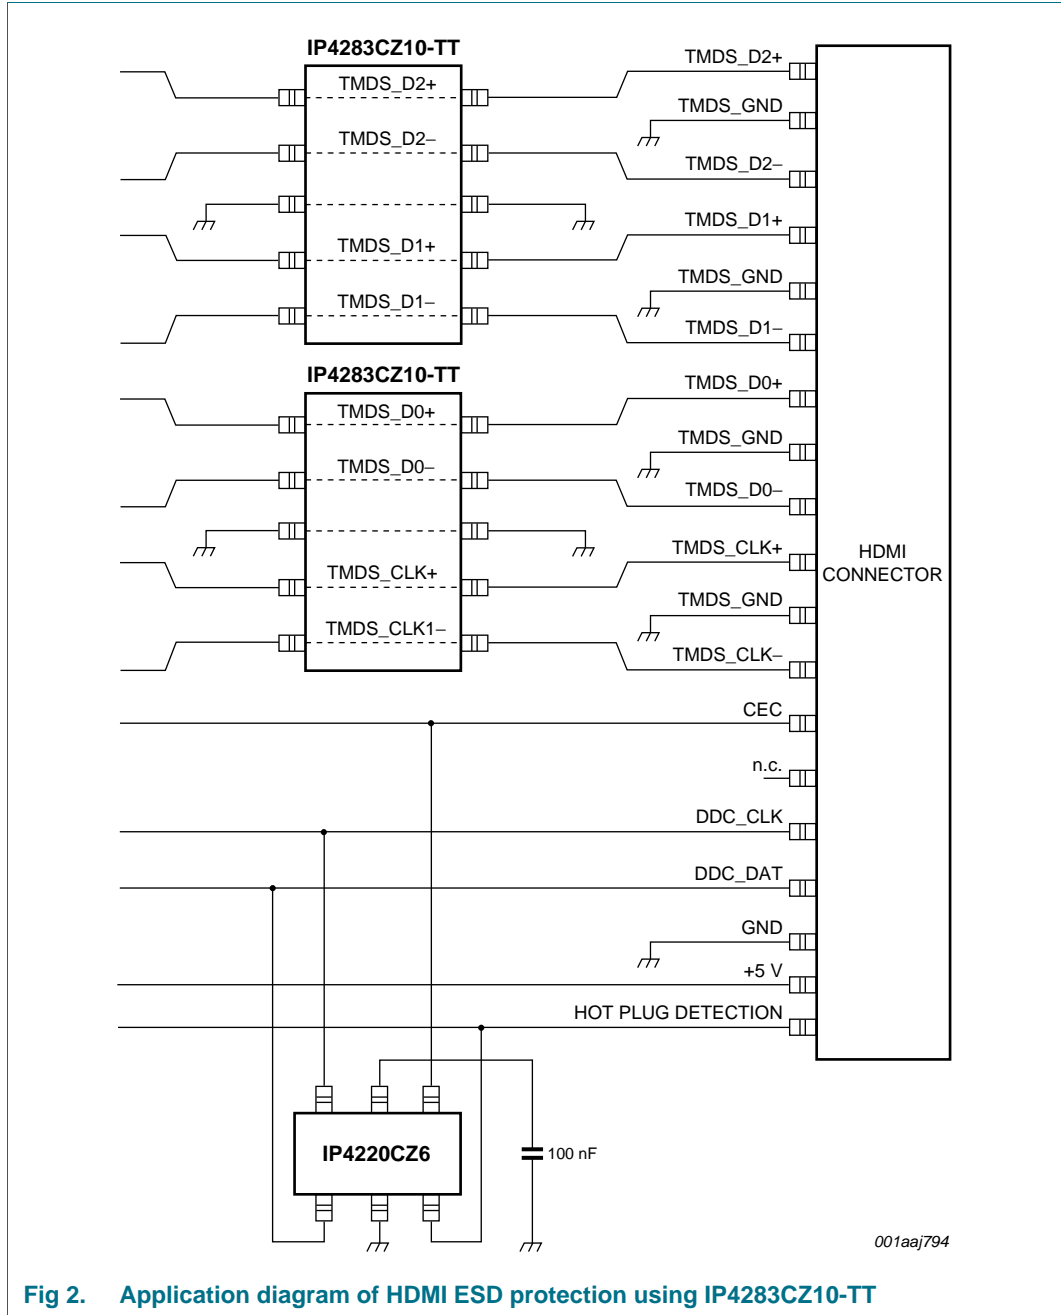 IP4283CZ10-TT
TMDS_D2+
TMDS_D2+
TMDS_GND
TMDS_D2−
TMDS_D2−
TMDS_D1+
TMDS_D1+
TMDS_GND
TMDS_D1−
TMDS_D1−
IP4283CZ10-TT
TMDS_D0+
TMDS_D0+
TMDS_GND
TMDS_D0−
TMDS_D0−
TMDS_CLK+
HDMI
CONNECTOR
TMDS_CLK+
TMDS_GND
TMDS_CLK1−
TMDS_CLK−
CEC
n.c.
DDC_CLK
DDC_DAT
GND
+5 V
HOT PLUG DETECTION
IP4220CZ6
100 nF
001aaj794
Fig 2. Application diagram of HDMI ESD protection using IP4283CZ10-TT